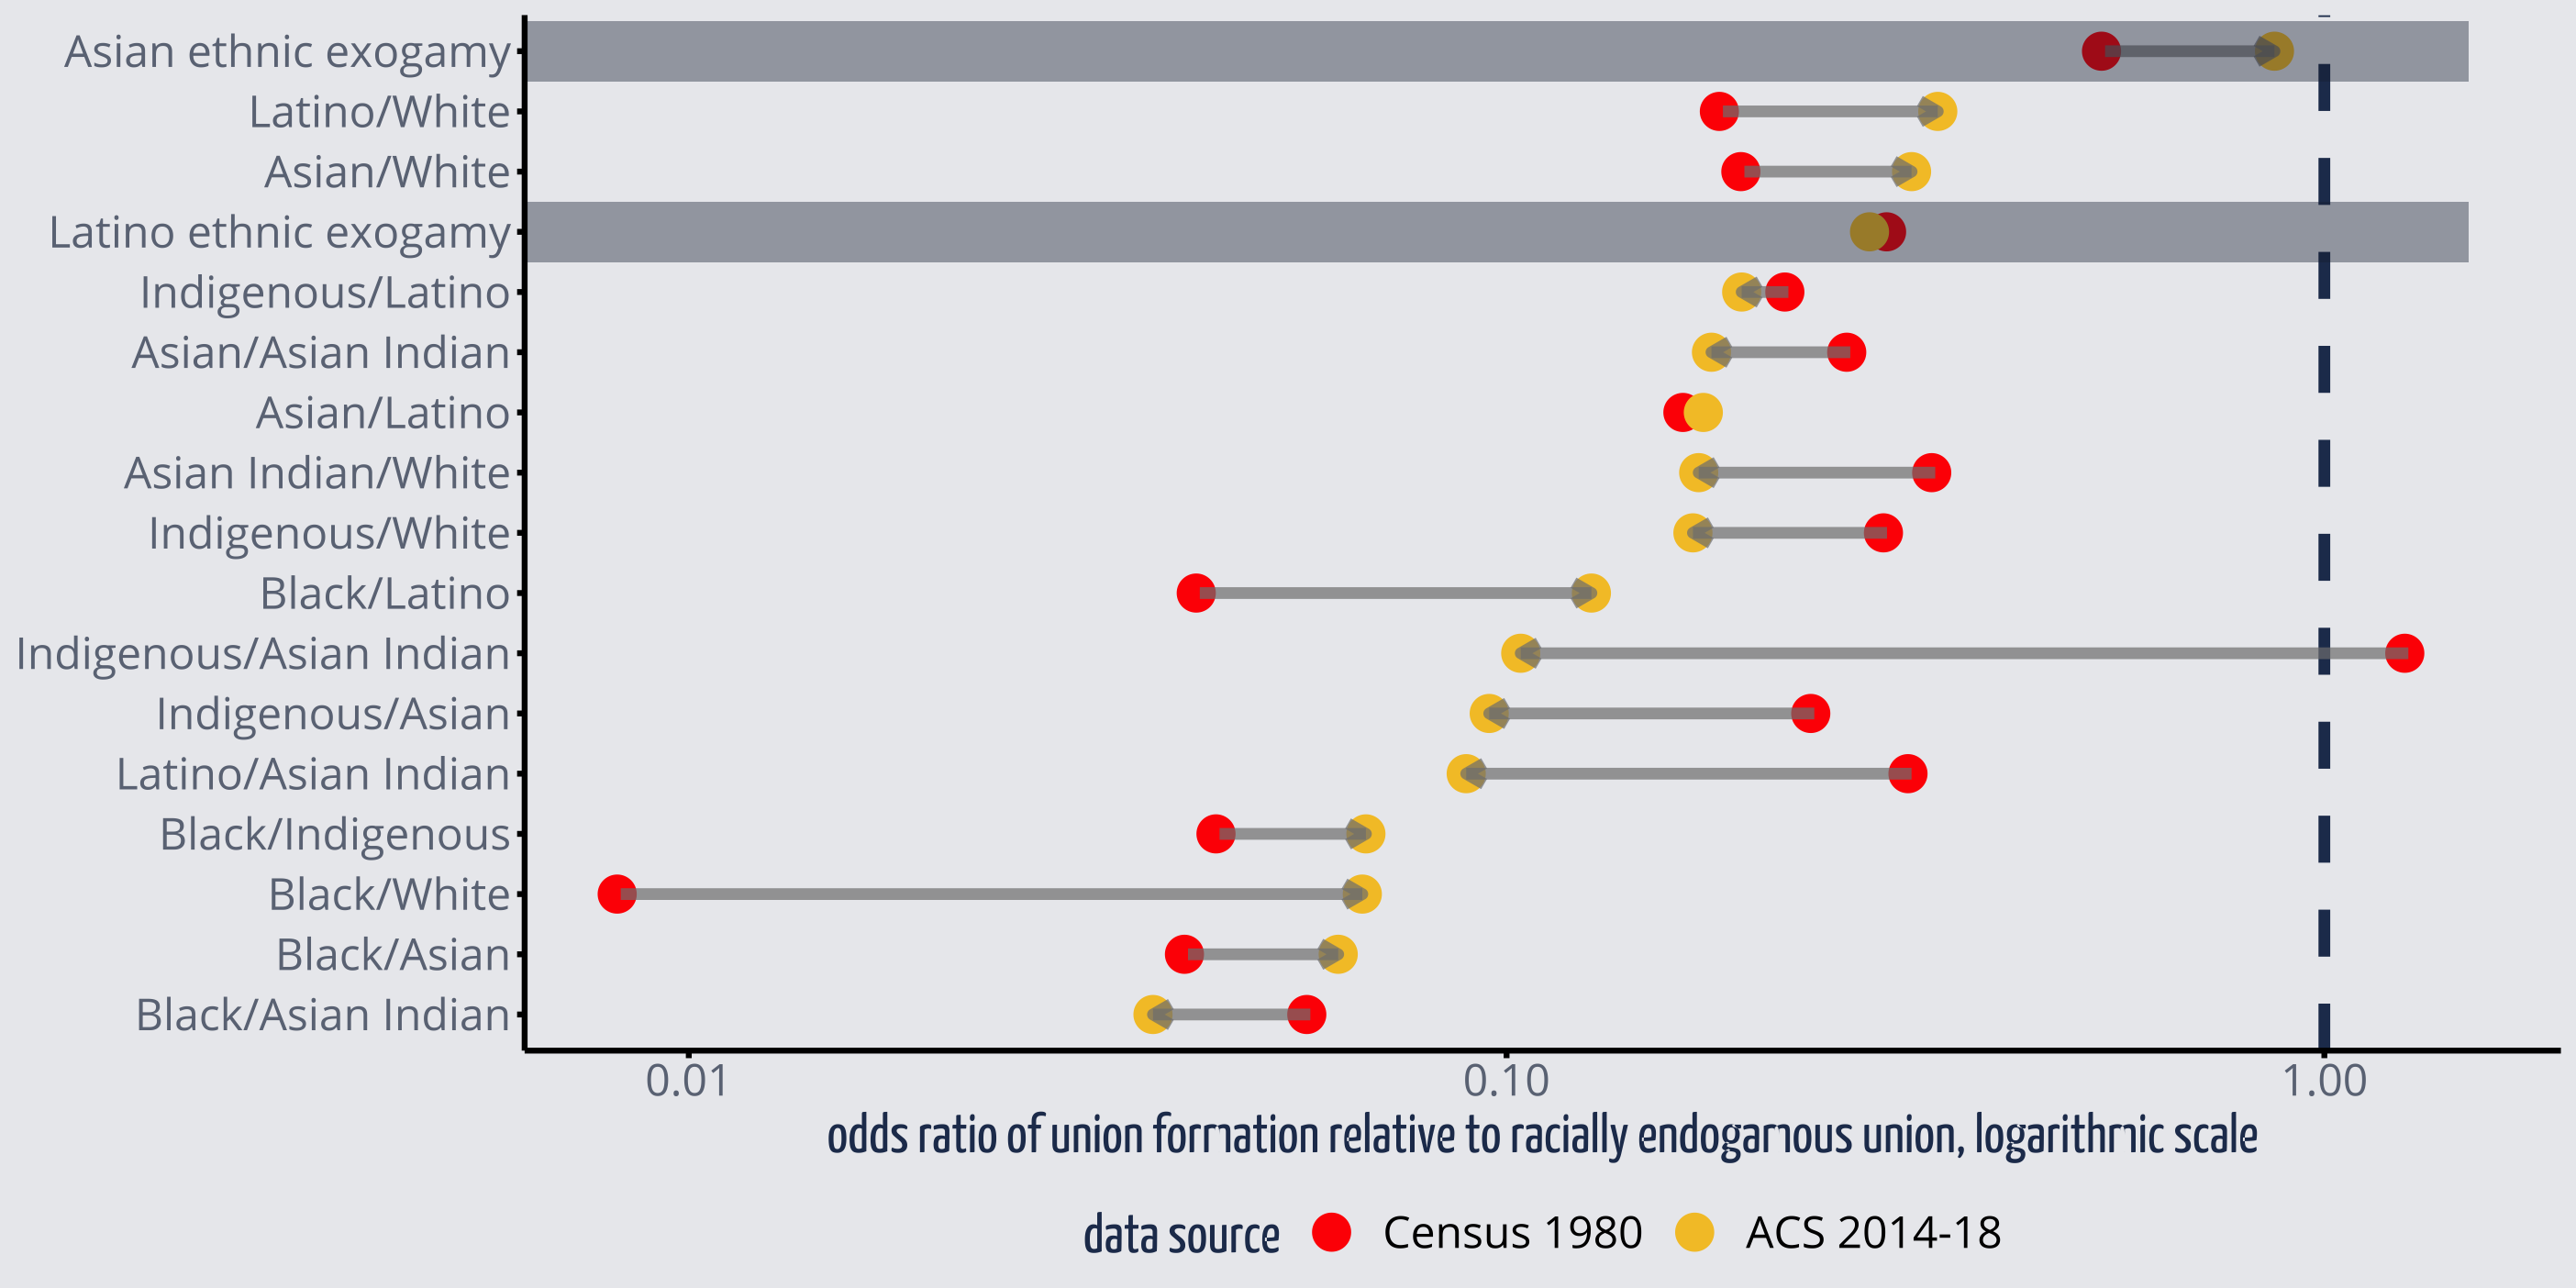 Asian ethnic exogamy
Latino/White
Asian/White
Latino ethnic exogamy
Indigenous/Latino
Asian/Asian Indian
Asian/Latino
Asian Indian/White
Indigenous/White
Black/Latino
Indigenous/Asian Indian
Indigenous/Asian
Latino/Asian Indian
Black/Indigenous
Black/White
Black/Asian
Black/Asian Indian
0.01 0.10 1.00
odds ratio of union formation relative to racially endogamous union, logarithmic scale
data source Census 1980 ACS 2014-18